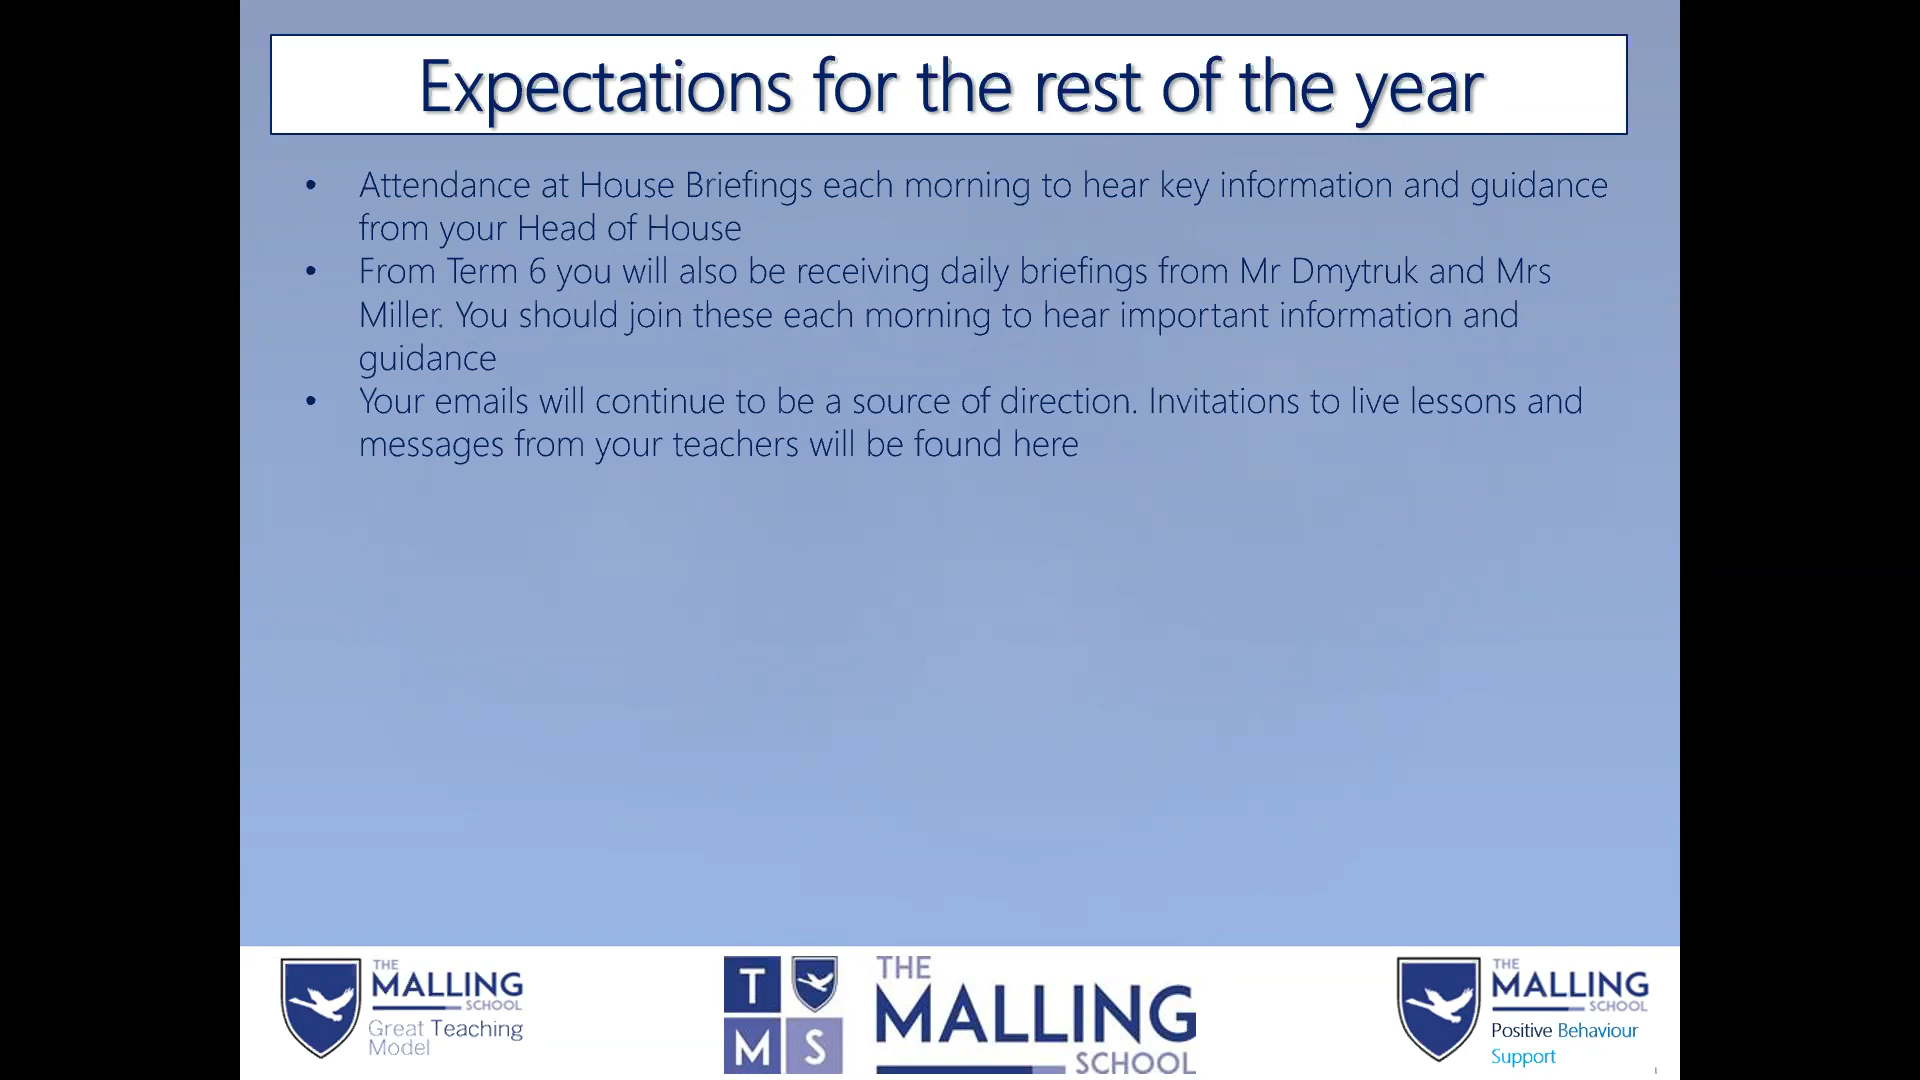 Expectations for the rest of the year
• Attendance at House Briefings each morning to hear key information and guidance
from your Head of House
• From Term 6 you will also be receiving daily briefings from Mr Dmytruk and Mrs
Miller. You should join these each morning to hear important information and
guidance
• Your emails will continue to be a source of direction. Invitations to live lessons and
messages from your teachers will be found here
THE
MALLING
SCHOOL
Great Teaching
Model
T
M S
THE
MALLING
SCHOOL
THE
MALLING
SCHOOL
Positive Behaviour
Support